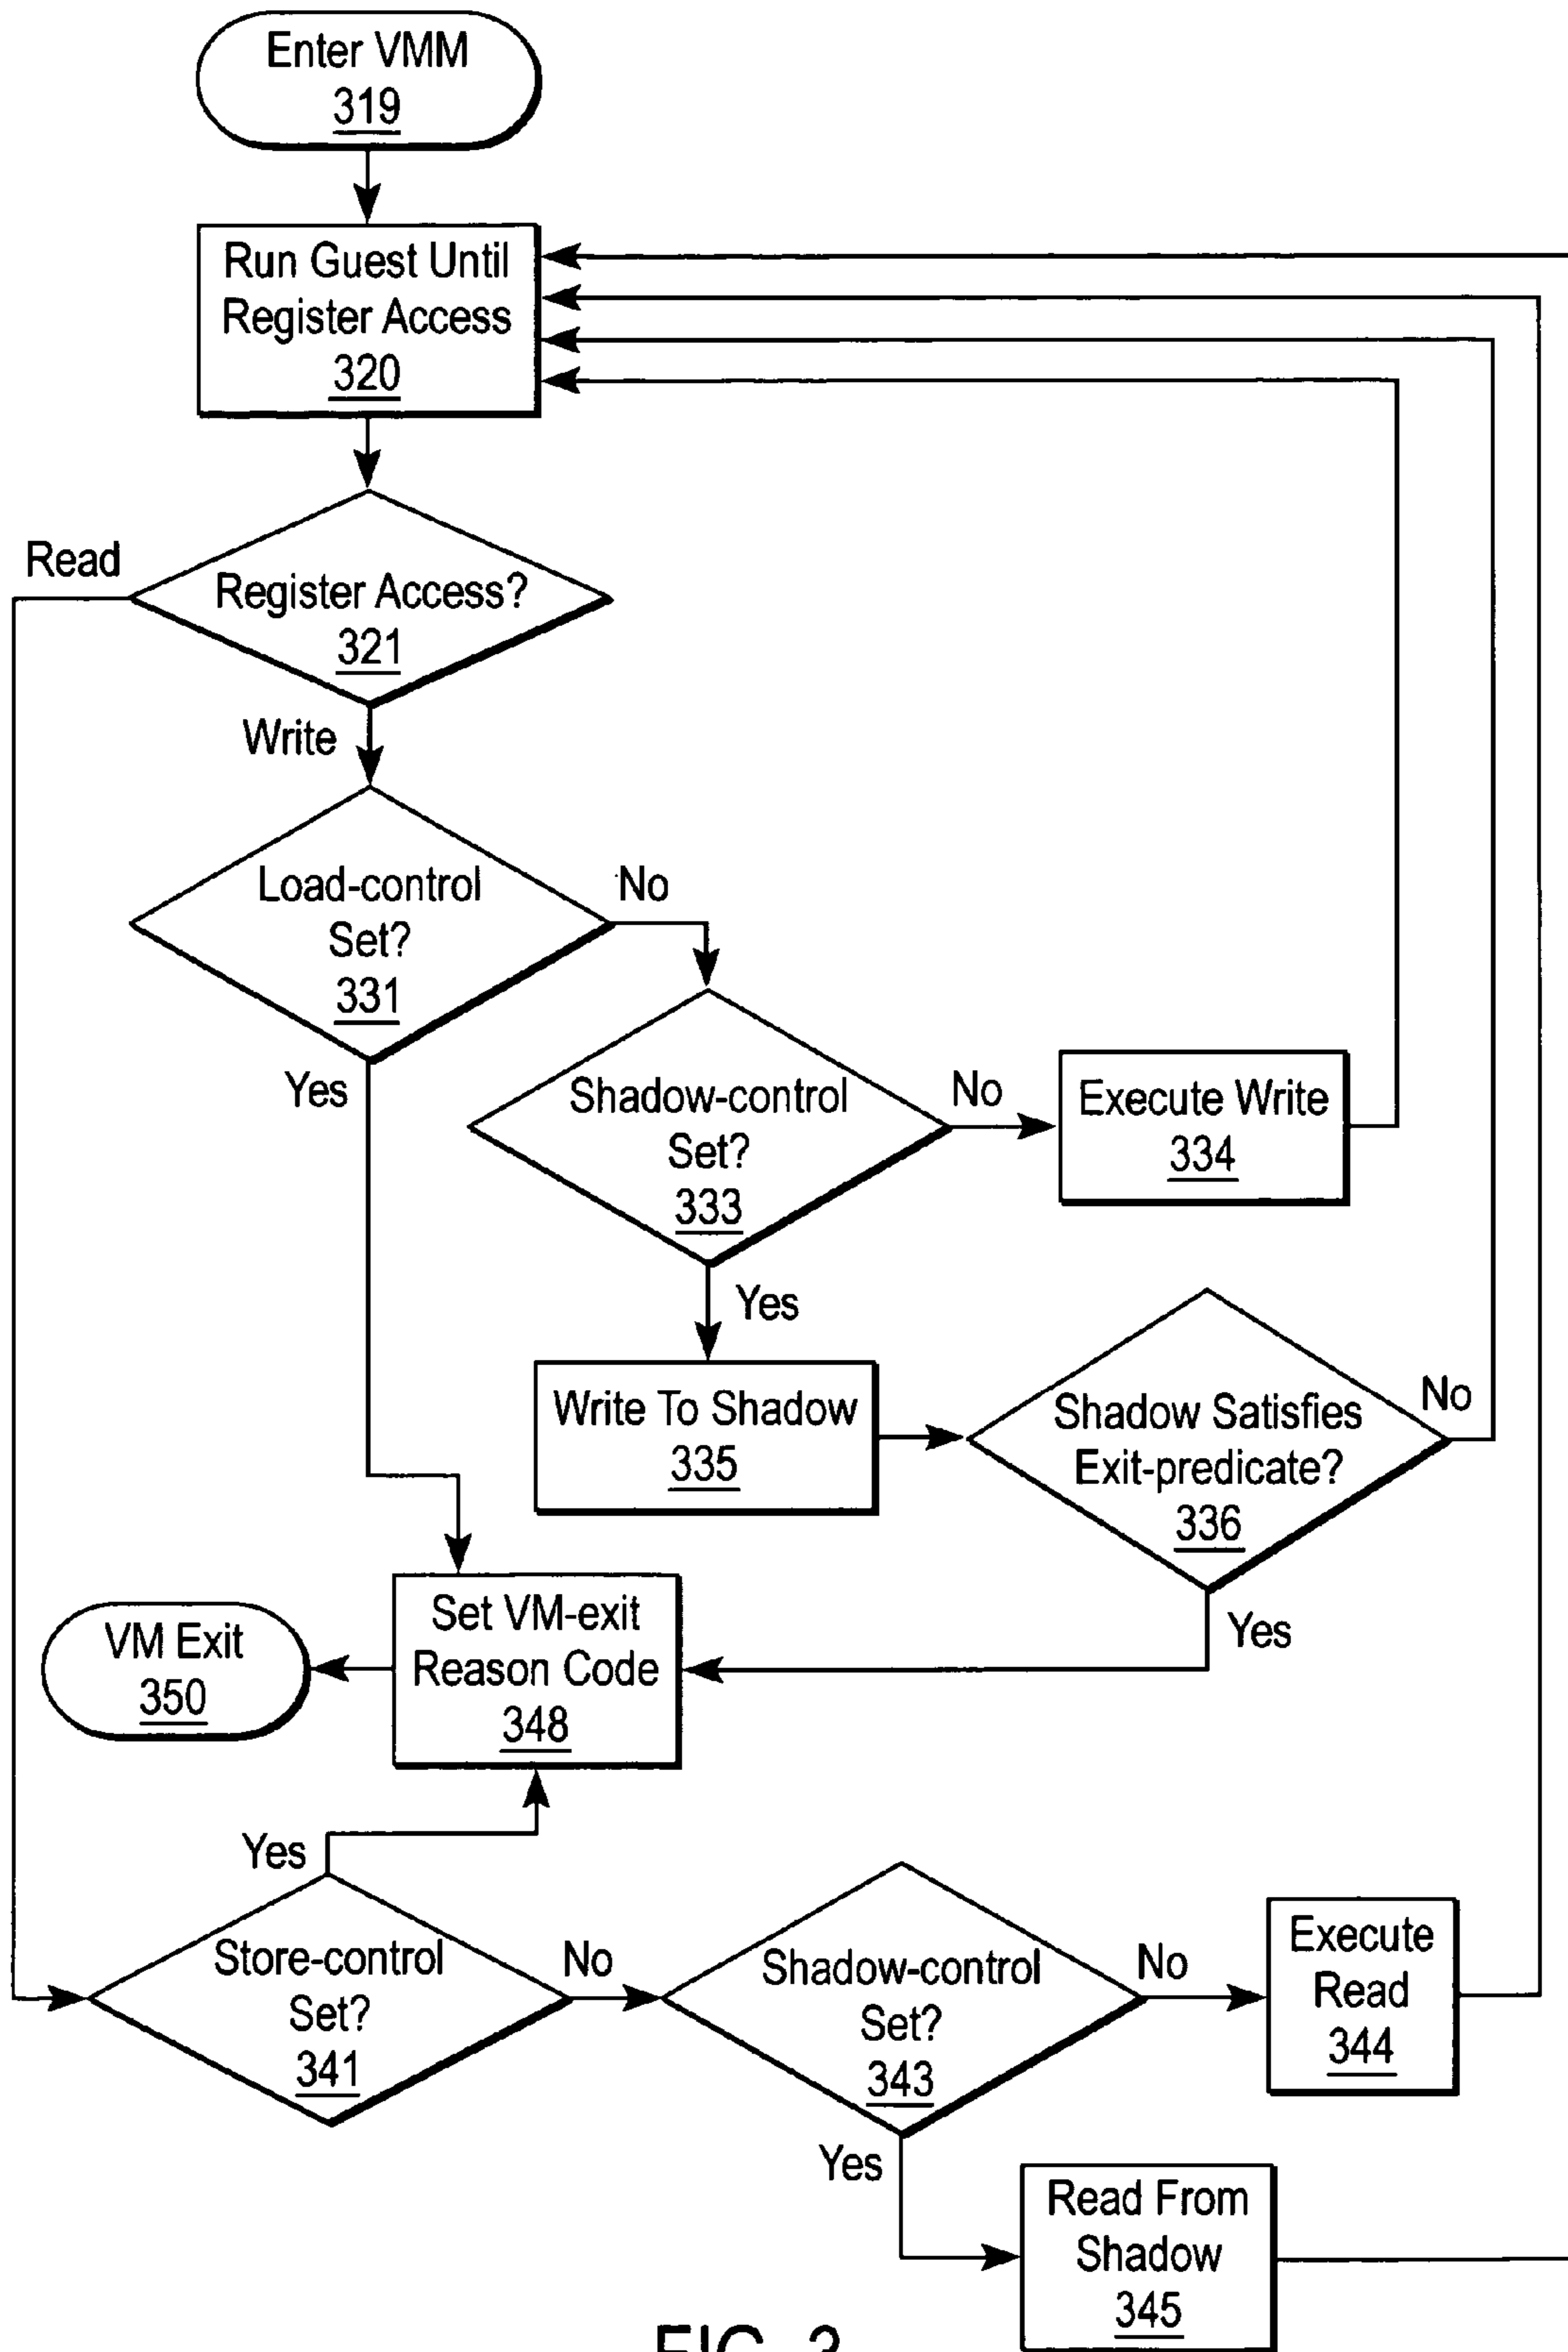 Enter VMM
319
Run Guest Until
Register Access
320
Read
Register Access?
321
Write
Load-control
Set?
331
No
Yes
Shadow-control
Set?
333
No
Execute Write
334
Yes
Write To Shadow
335
Shadow Satisfies
Exit-predicate?
336
No
Yes
Set VM-exit
Reason Code
348
VM Exit
350
Yes
Store-control
Set?
341
No
Shadow-control
Set?
343
No
Execute
Read
344
Yes
Read From
Shadow
345